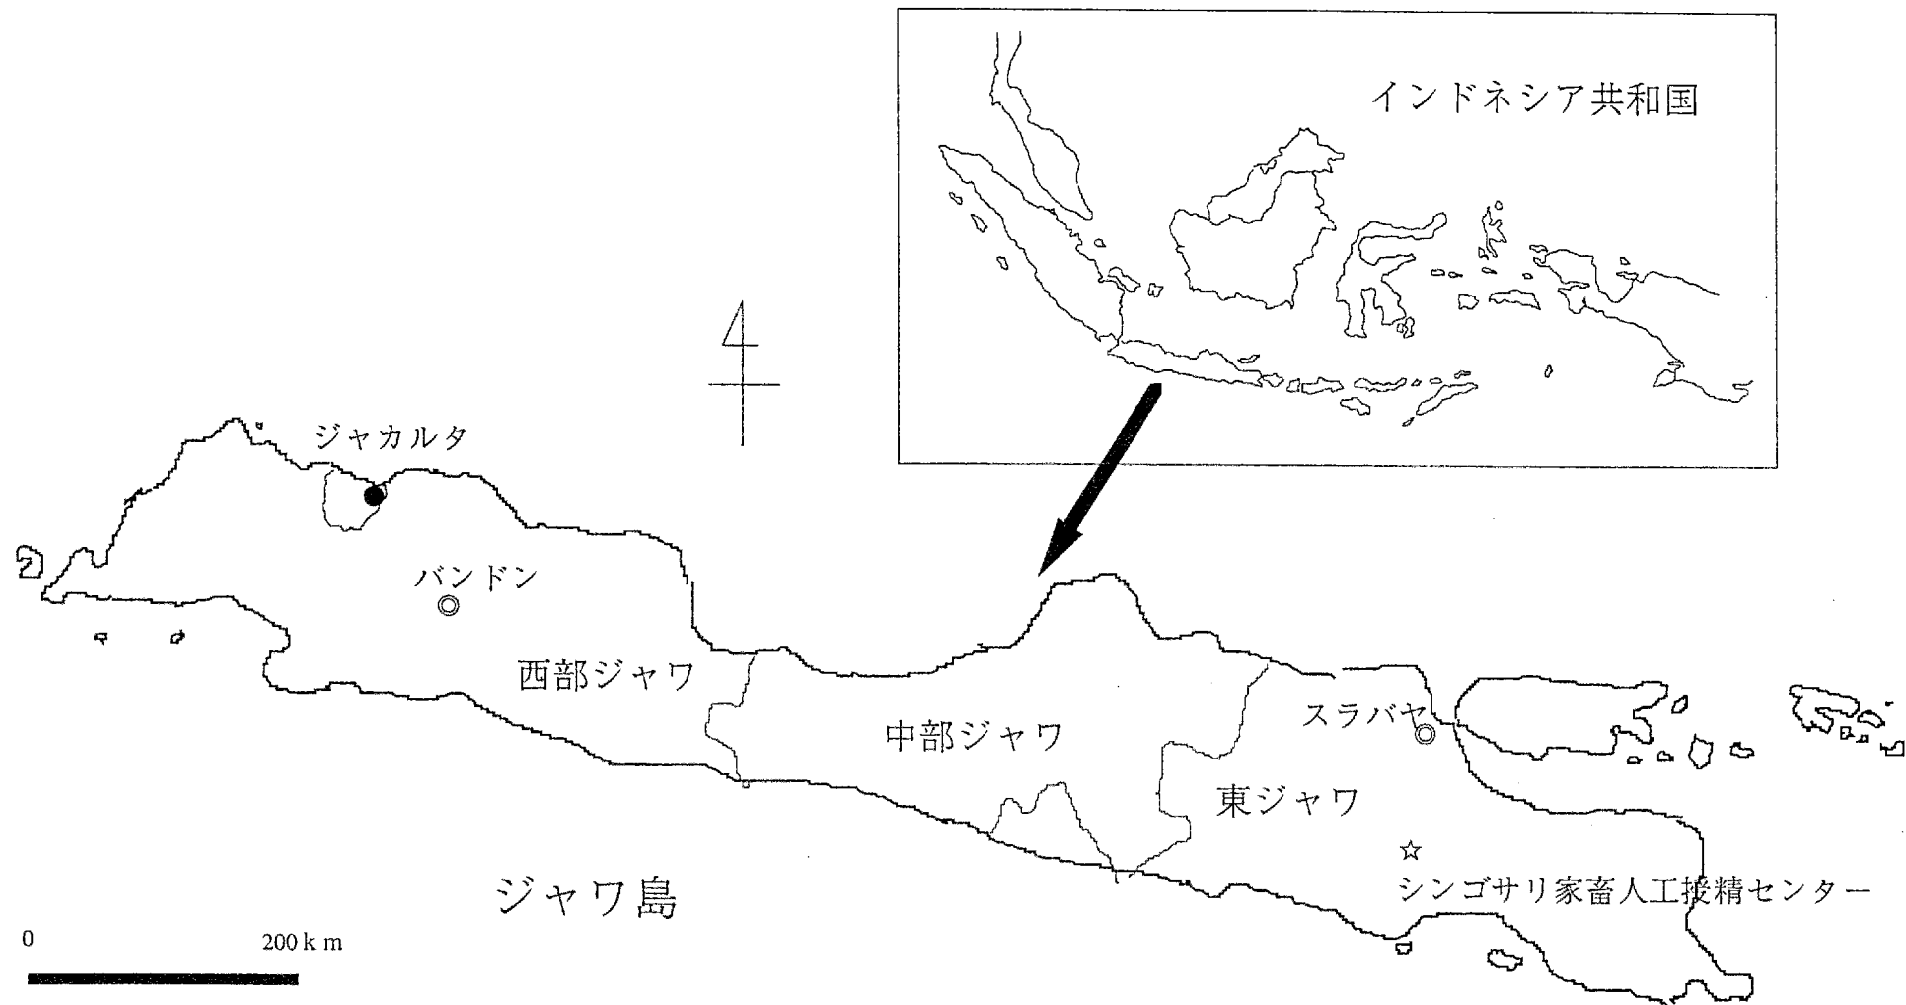 インドネシア共和国
ジャカルタ
バンドン
西部ジャワ
中部ジャワ
スラバヤ
東ジャワ
シンゴサリ家畜人工授精センター
ジャワ島
0
200 k m